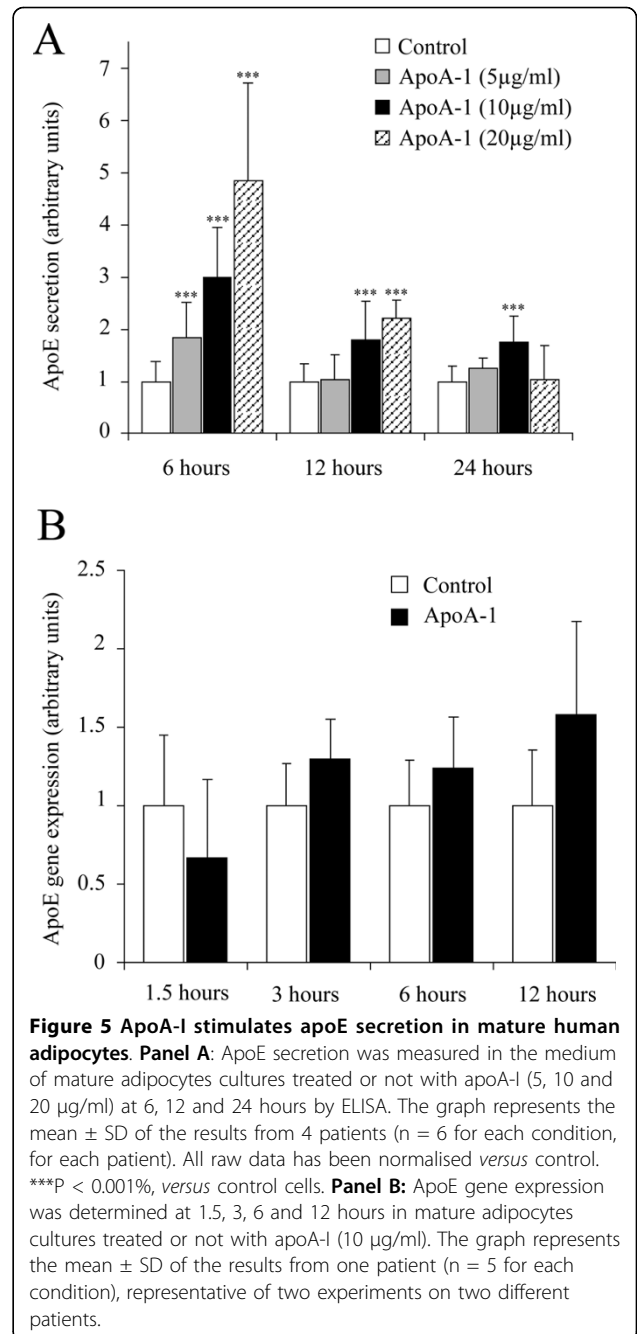 A
Control
ApoA-1 (5µg/ml)
ApoA-1 (10µg/ml)
ApoA-1 (20µg/ml)
ApoE secretion (arbitrary units)
7
6
5
4
3
2
1
0
***
***
***
***
***
***
6 hours
12 hours
24 hours
B
Control
ApoA-1
ApoE gene expression (arbitrary units)
2.5
2
1.5
1
0.5
0
1.5 hours
3 hours
6 hours
12 hours
Figure 5 ApoA-I stimulates apoE secretion in mature human
adipocytes. Panel A: ApoE secretion was measured in the medium
of mature adipocytes cultures treated or not with apoA-I (5, 10 and
20 μg/ml) at 6, 12 and 24 hours by ELISA. The graph represents the
mean ± SD of the results from 4 patients (n = 6 for each condition,
for each patient). All raw data has been normalised versus control.
***P < 0.001%, versus control cells. Panel B: ApoE gene expression
was determined at 1.5, 3, 6 and 12 hours in mature adipocytes
cultures treated or not with apoA-I (10 μg/ml). The graph represents
the mean ± SD of the results from one patient (n = 5 for each
condition), representative of two experiments on two different
patients.